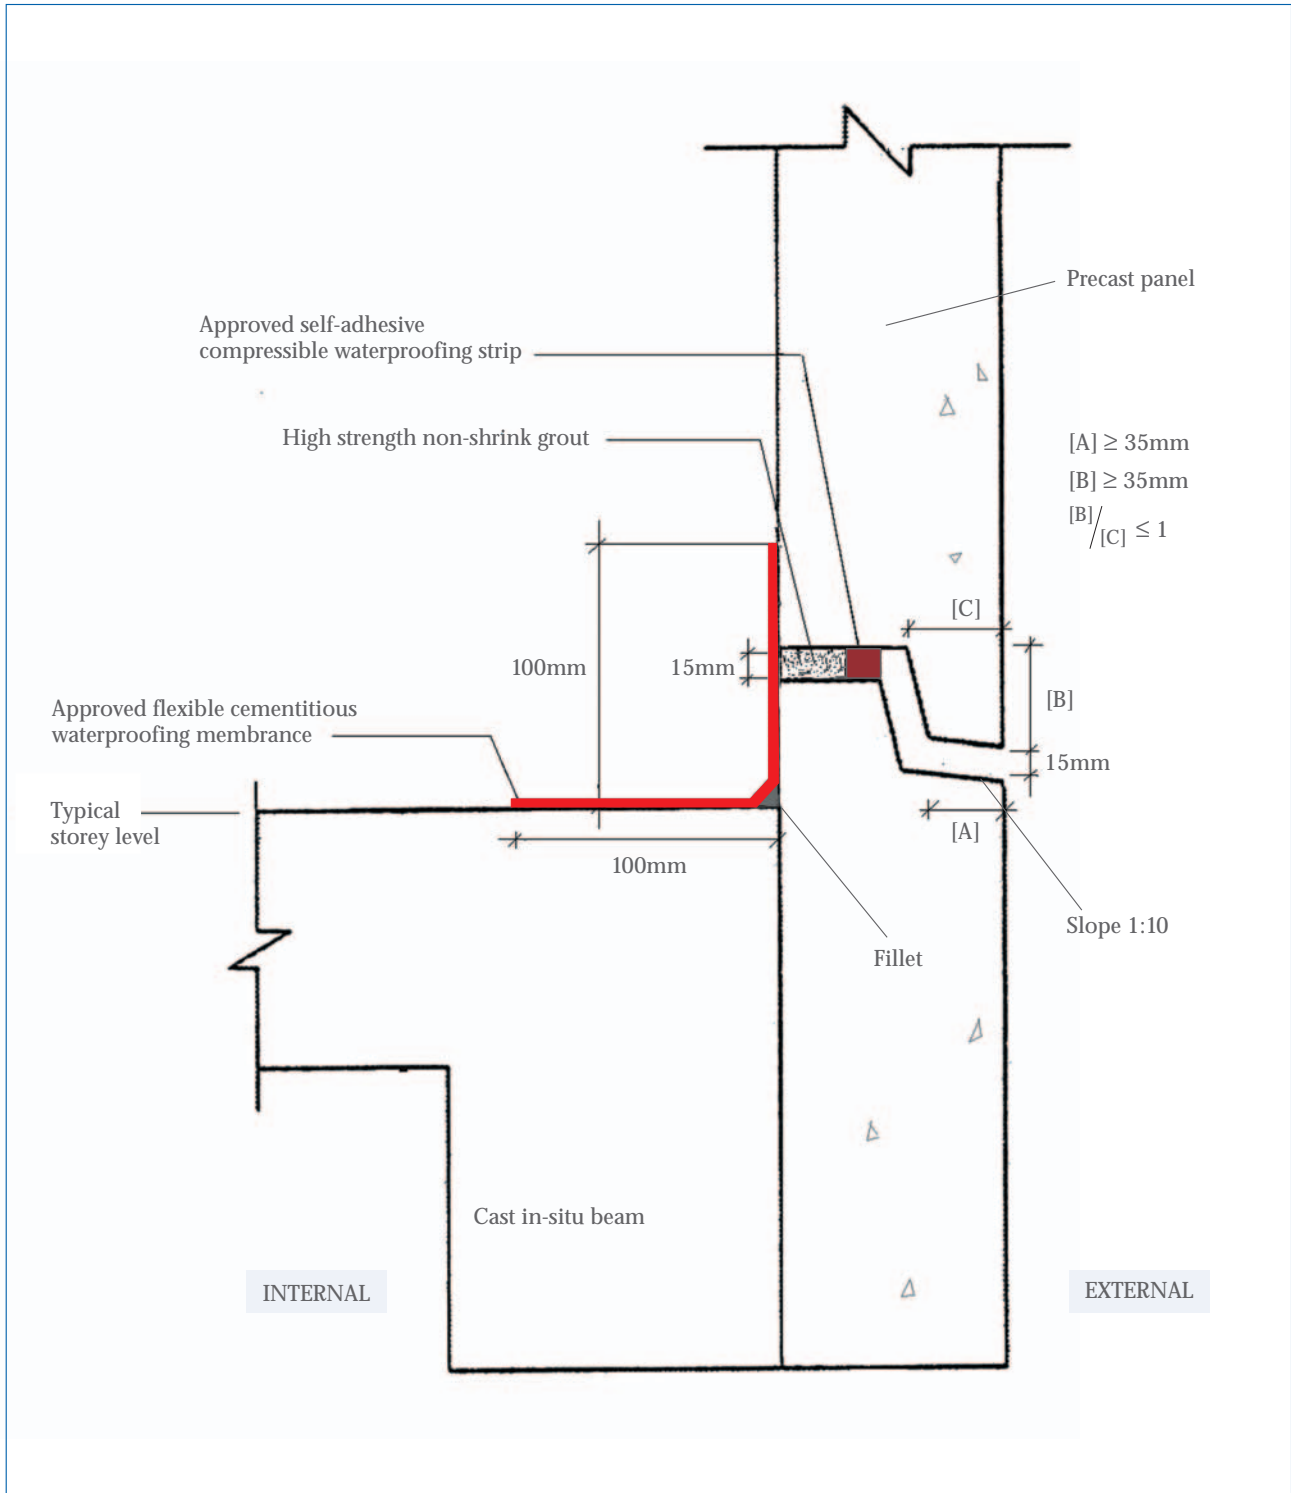 Precast panel
Approved self-adhesive
compressible waterproofing strip
High strength non-shrink grout
[A] ≥ 35mm
[B] ≥ 35mm
[B]/[C] ≤ 1
[C]
100mm
15mm
[B]
Approved flexible cementitious
waterproofing membrance
15mm
Typical
storey level
[A]
100mm
Slope 1:10
Fillet
Cast in-situ beam
INTERNAL
EXTERNAL